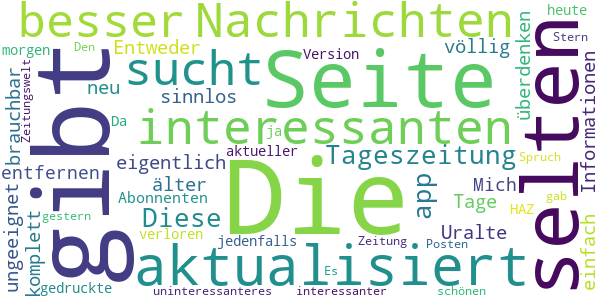 besser Nachrichten heute
morgen Den Entweder Version völlig Stern
gibt sucht Seite selten
neu sinnlos überdenken
Zeitungswelt brauchbar Da interessanten ja Informationen
entfernen eigentlich aktueller Tageszeitung Spruch
ungeeignet älter Die Mich
Abonnenten app Tage HAZ gab
gestern komplett Diese Uralte einfach
verloren jedenfalls Zeitung Posten
aktualisiert Es
gedruckte uninteressanteres interessanter schönen